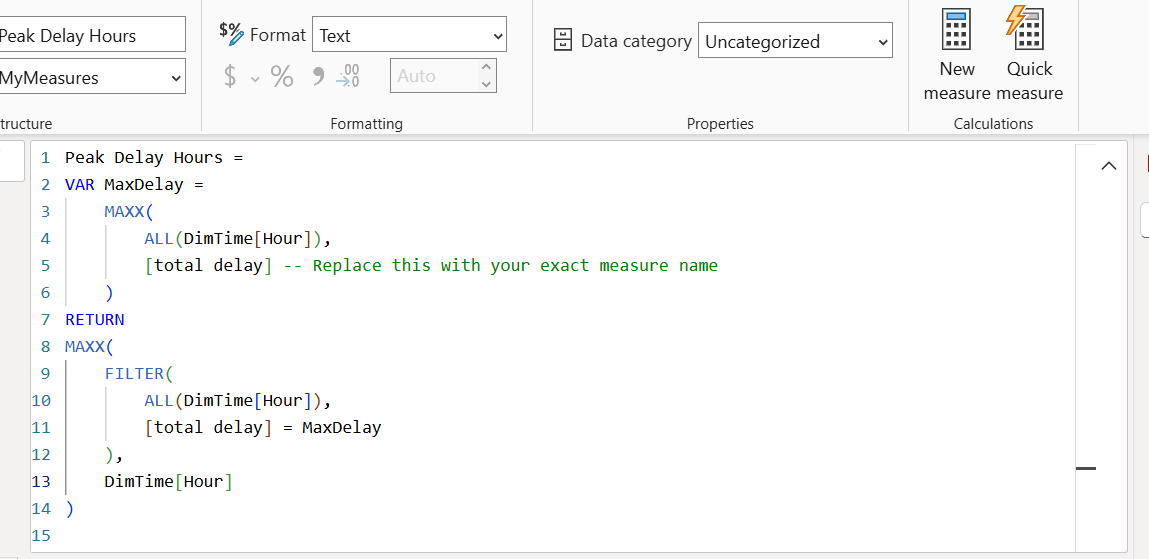 Peak Delay Hours
$% Format Text
Data category Uncategorized
New measure
Quick measure
MyMeasures
$ % 9 .00
Auto
tructure
Formatting
Properties
Calculations
1 Peak Delay Hours =
2 VAR MaxDelay =
3 MAXX(
4 ALL(DimTime[Hour]),
5 [total delay] -- Replace this with your exact measure name
6 )
7 RETURN
8 MAXX(
9 FILTER(
10 ALL(DimTime[Hour]),
11 [total delay] = MaxDelay
12 ),
13 DimTime[Hour]
14 )
15